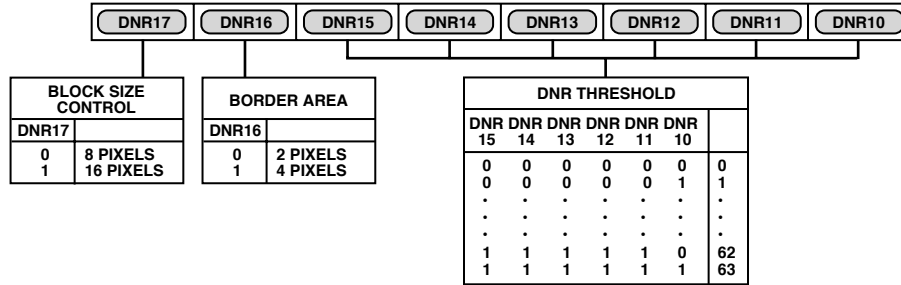 DNR17 DNR16 DNR15 DNR14 DNR13 DNR12 DNR11 DNR10
BLOCK SIZE
CONTROL
DNR17
0 8 PIXELS
1 16 PIXELS
BORDER AREA
DNR16
0 2 PIXELS
1 4 PIXELS
DNR THRESHOLD
DNR DNR DNR DNR DNR DNR
15 14 13 12 11 10
0 0 0 0 0 0 0
0 0 0 0 0 1 1
. . . . . . .
. . . . . . .
. . . . . . .
1 1 1 1 1 0 62
1 1 1 1 1 1 63